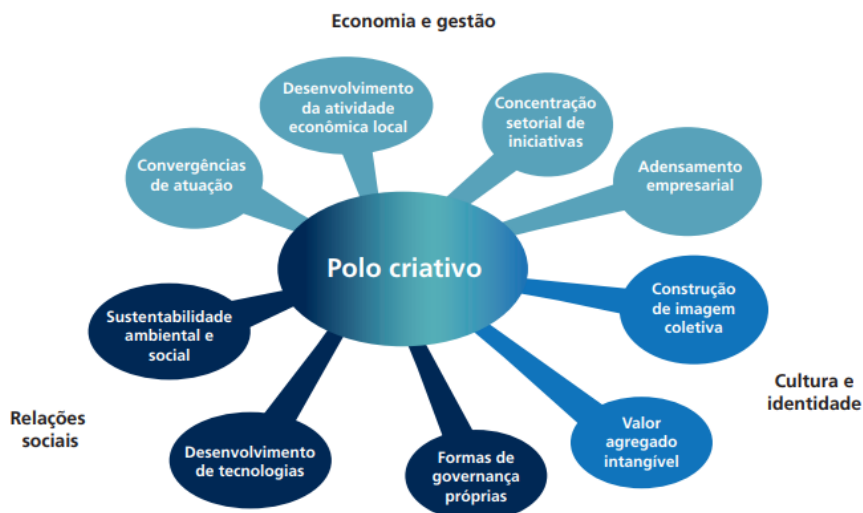 Economia e gestão
Desenvolvimento
da atividade
econômica local
Concentração
setorial de
iniciativas
Convergências
de atuação
Adensamento
empresarial
Polo criativo
Construção
de imagem
coletiva
Sustentabilidade
ambiental e
social
Cultura e
identidade
Relações
sociais
Valor
agregado
intangível
Desenvolvimento
de tecnologias
Formas de
governança
próprias